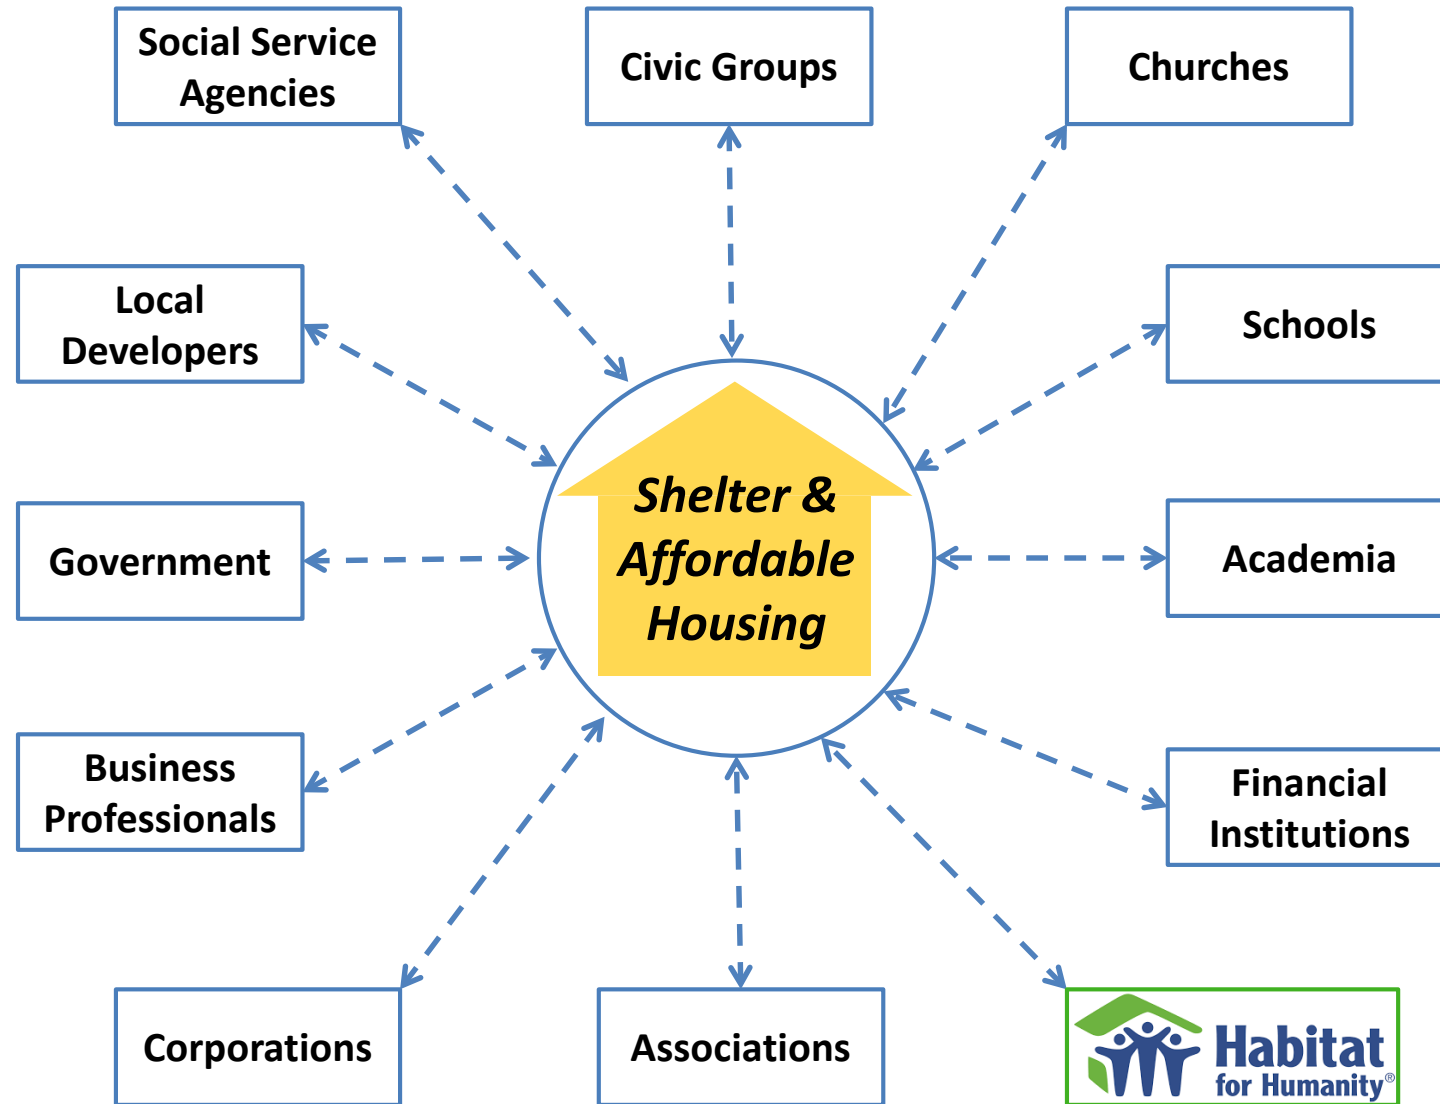 Social Service
Agencies
Civic Groups
Churches
Local
Developers
Schools
Shelter &
Affordable
Housing
Government
Academia
Business
Professionals
Financial
Institutions
Corporations
Associations
Habitat
for Humanity®